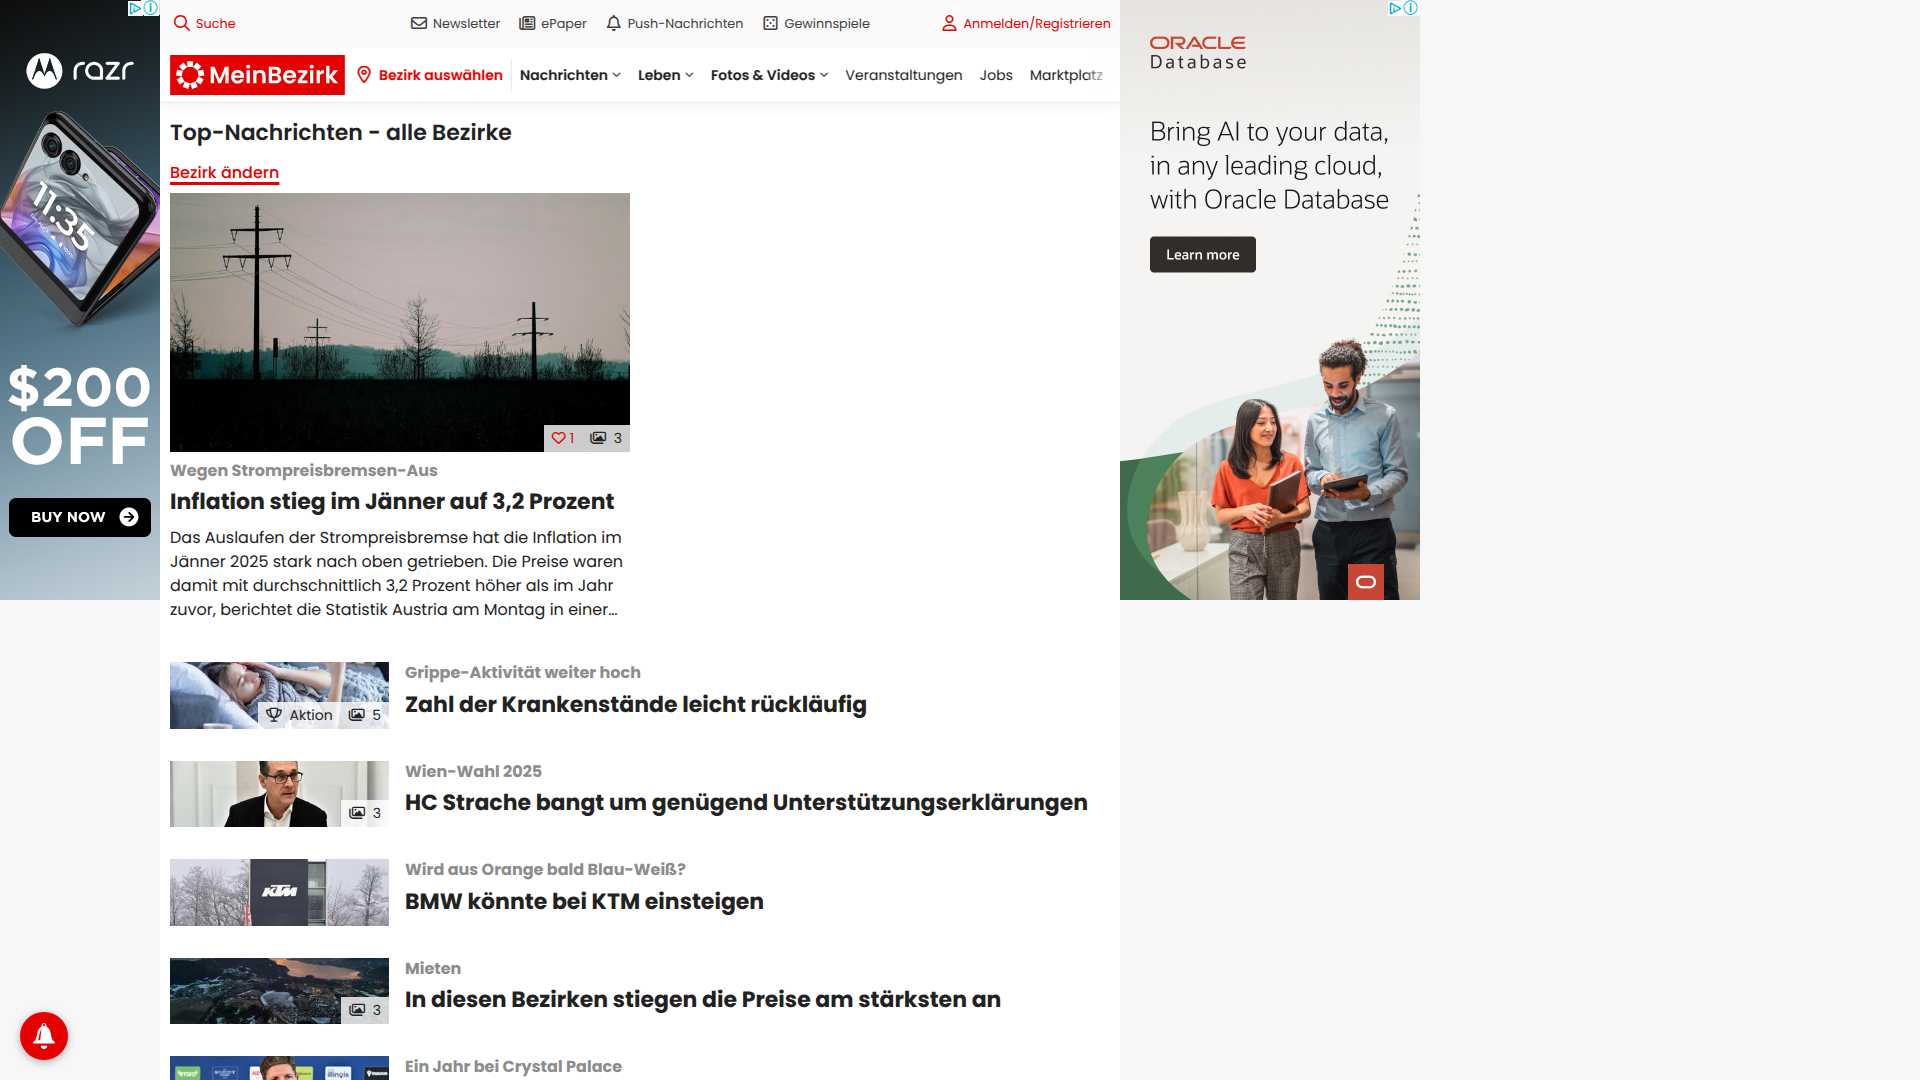 razr
11:35
$200
OFF
BUY NOW
Suche
Newsletter
ePaper
Push-Nachrichten
Gewinnspiele
Anmelden/Registrieren
MeinBezirk
Bezirk auswählen
Nachrichten
Leben
Fotos & Videos
Veranstaltungen
Jobs
Marktplatz
Top-Nachrichten - alle Bezirke
Bezirk ändern
1
3
Wegen Strompreisbremsen-Aus
Inflation stieg im Jänner auf 3,2 Prozent
Das Auslaufen der Strompreisbremse hat die Inflation im
Jänner 2025 stark nach oben getrieben. Die Preise waren
damit mit durchschnittlich 3,2 Prozent höher als im Jahr
zuvor, berichtet die Statistik Austria am Montag in einer...
Aktion
5
Grippe-Aktivität weiter hoch
Zahl der Krankenstände leicht rückläufig
3
Wien-Wahl 2025
HC Strache bangt um genügend Unterstützungserklärungen
KTM
Wird aus Orange bald Blau-Weiß?
BMW könnte bei KTM einsteigen
3
Mieten
In diesen Bezirken stiegen die Preise am stärksten an
Ein Jahr bei Crystal Palace
ORACLE
Database
Bring AI to your data,
in any leading cloud,
with Oracle Database
Learn more